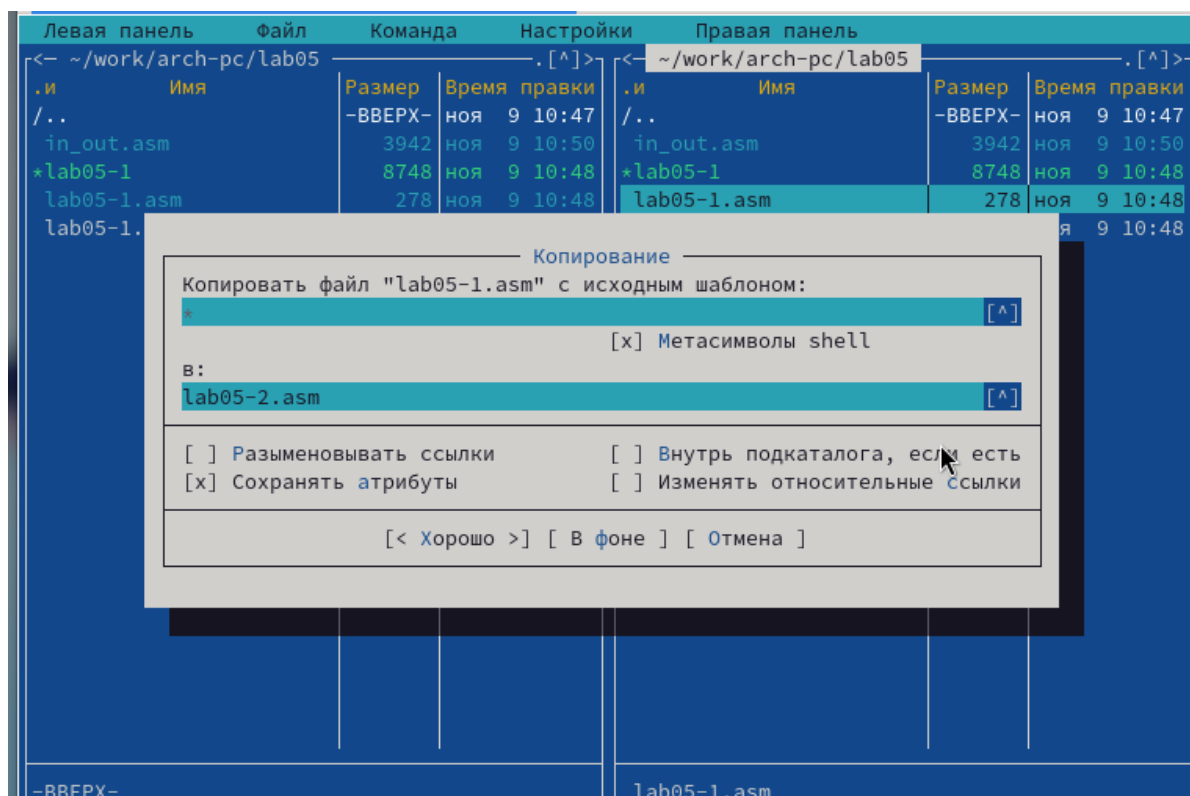 Левая панель Файл Команда Настройки Правая панель
<— ~/work/arch-pc/lab05 .[^]> <— ~/work/arch-pc/lab05 .[^]>
.и Имя Размер Время правки .и Имя Размер Время правки
/.. -ВВЕРХ- ноя 9 10:47 /.. -ВВЕРХ- ноя 9 10:47
in_out.asm 3942 ноя 9 10:50 in_out.asm 3942 ноя 9 10:50
*lab05-1 8748 ноя 9 10:48 *lab05-1 8748 ноя 9 10:48
lab05-1.asm 278 ноя 9 10:48 lab05-1.asm 278 ноя 9 10:48
lab05-1. я 9 10:48
Копирование
Копировать файл "lab05-1.asm" с исходным шаблоном:
* [^]
[x] Метасимволы shell
в:
lab05-2.asm [^]
[ ] Разыменовывать ссылки [ ] Внутрь подкаталога, если есть
[x] Сохранять атрибуты [ ] Изменять относительные ссылки
[< Хорошо >] [ В фоне ] [ Отмена ]
-ВВЕРХ- lab05-1.asm